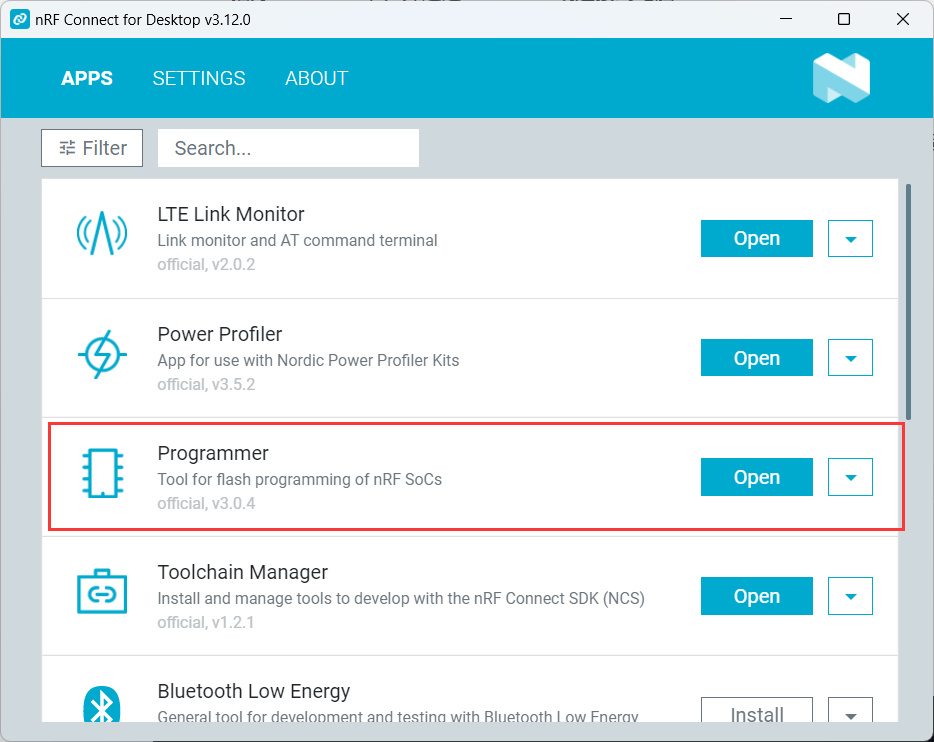 nRF Connect for Desktop v3.12.0
APPS SETTINGS ABOUT
Filter Search...
LTE Link Monitor
Link monitor and AT command terminal
official, v2.0.2
Open
Power Profiler
App for use with Nordic Power Profiler Kits
official, v3.5.2
Open
Programmer
Tool for flash programming of nRF SoCs
official, v3.0.4
Open
Toolchain Manager
Install and manage tools to develop with the nRF Connect SDK (NCS)
official, v1.2.1
Open
Bluetooth Low Energy
General tool for development and testing with Bluetooth Low Energy
Install